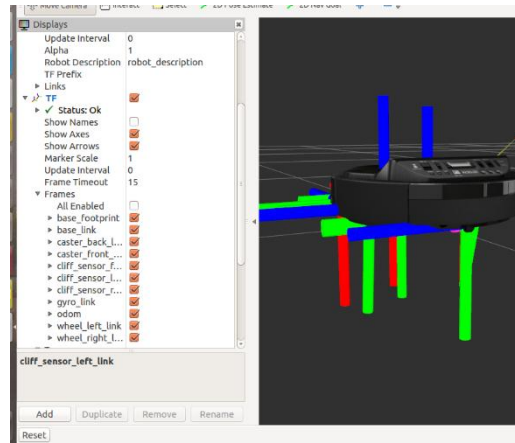 Move Camera Interact Select 2D Pose Estimate 2D Nav Goal
Displays
Update Interval 0
Alpha 1
Robot Description robot_description
TF Prefix
Links
TF
Status: Ok
Show Names
Show Axes
Show Arrows
Marker Scale 1
Update Interval 0
Frame Timeout 15
Frames
All Enabled
base_footprint
base_link
caster_back_l...
caster_front_...
cliff_sensor_f...
cliff_sensor_l...
cliff_sensor_r...
gyro_link
odom
wheel_left_link
wheel_right_l...
cliff_sensor_left_link
Add Duplicate Remove Rename
Reset